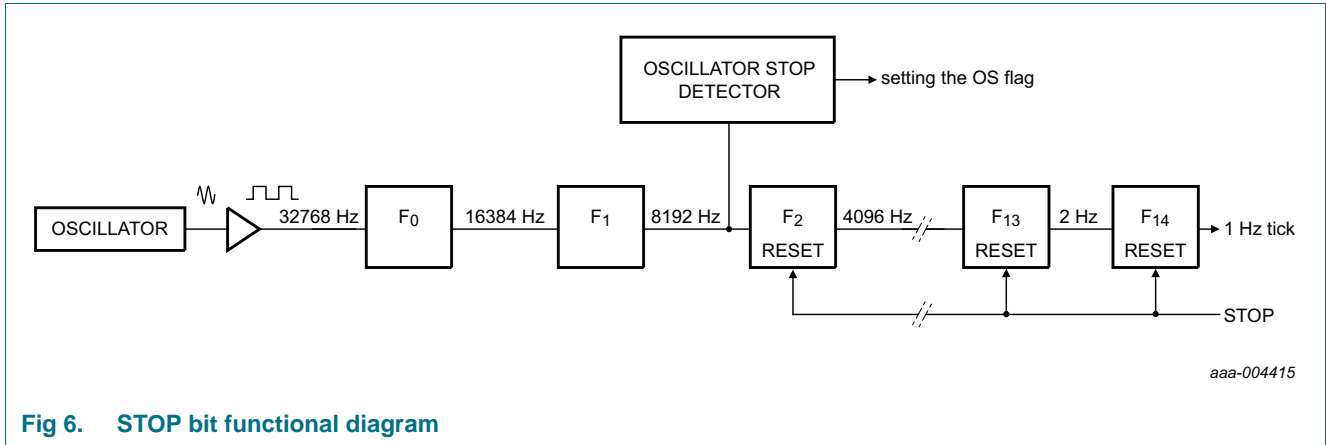 OSCILLATOR STOP
DETECTOR
setting the OS flag
OSCILLATOR
32768 Hz
F0
16384 Hz
F1
8192 Hz
F2
RESET
4096 Hz
F13
RESET
2 Hz
F14
RESET
1 Hz tick
STOP
aaa-004415
Fig 6. STOP bit functional diagram